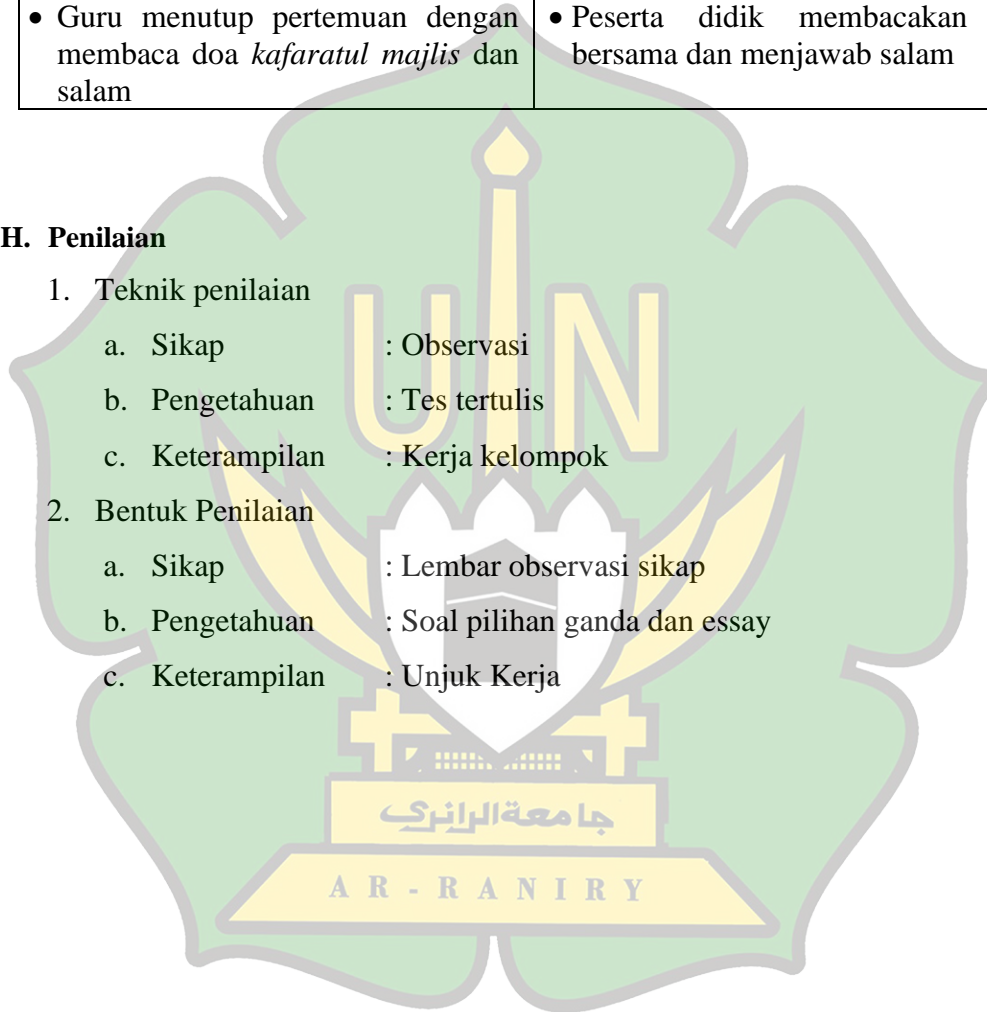 • Guru menutup pertemuan dengan
membaca doa kafaratul majlis dan
salam
• Peserta didik membacakan
bersama dan menjawab salam
H. Penilaian
1. Teknik penilaian
a. Sikap : Observasi
b. Pengetahuan : Tes tertulis
c. Keterampilan : Kerja kelompok
2. Bentuk Penilaian
a. Sikap : Lembar observasi sikap
b. Pengetahuan : Soal pilihan ganda dan essay
c. Keterampilan : Unjuk Kerja
UIN
جامعة الرانري
AR-RANIRY